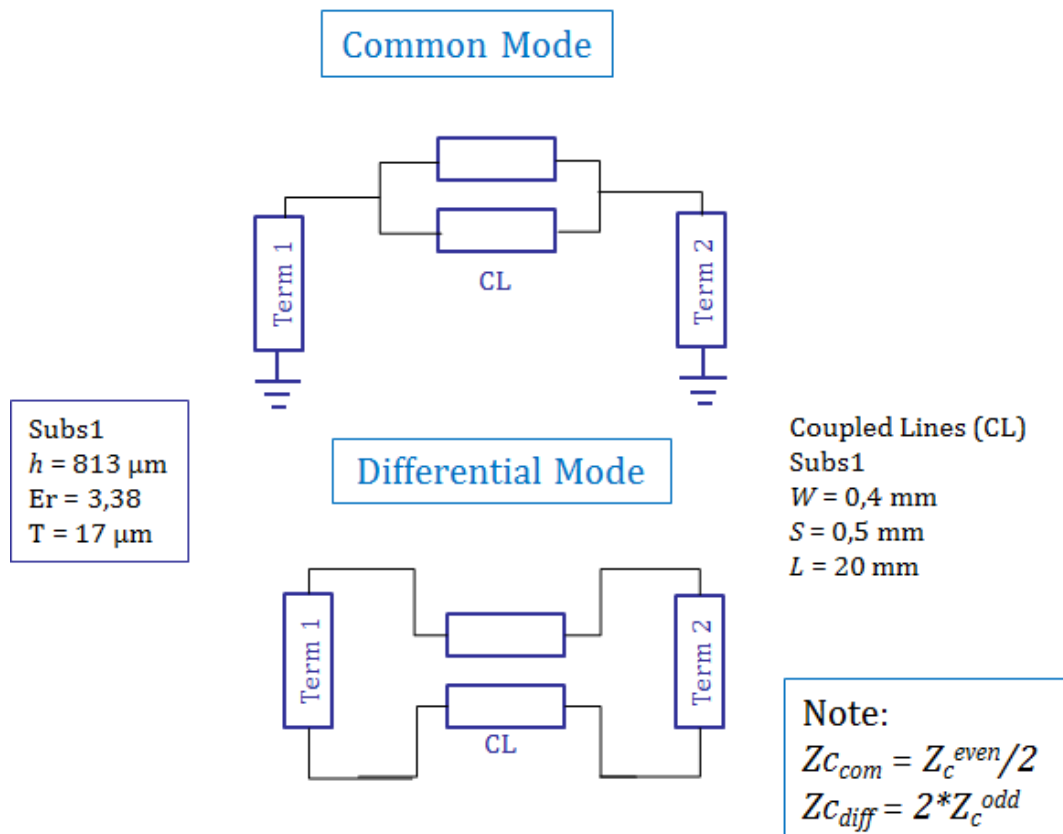 Common Mode
Term 1
Term 2
CL
Subs1
h = 813 μm
Er = 3,38
T = 17 μm
Differential Mode
Coupled Lines (CL)
Subs1
W = 0,4 mm
S = 0,5 mm
L = 20 mm
Term 1
Term 2
CL
Note:
Zc_com = Z_c^even/2
Zc_diff = 2*Z_c^odd